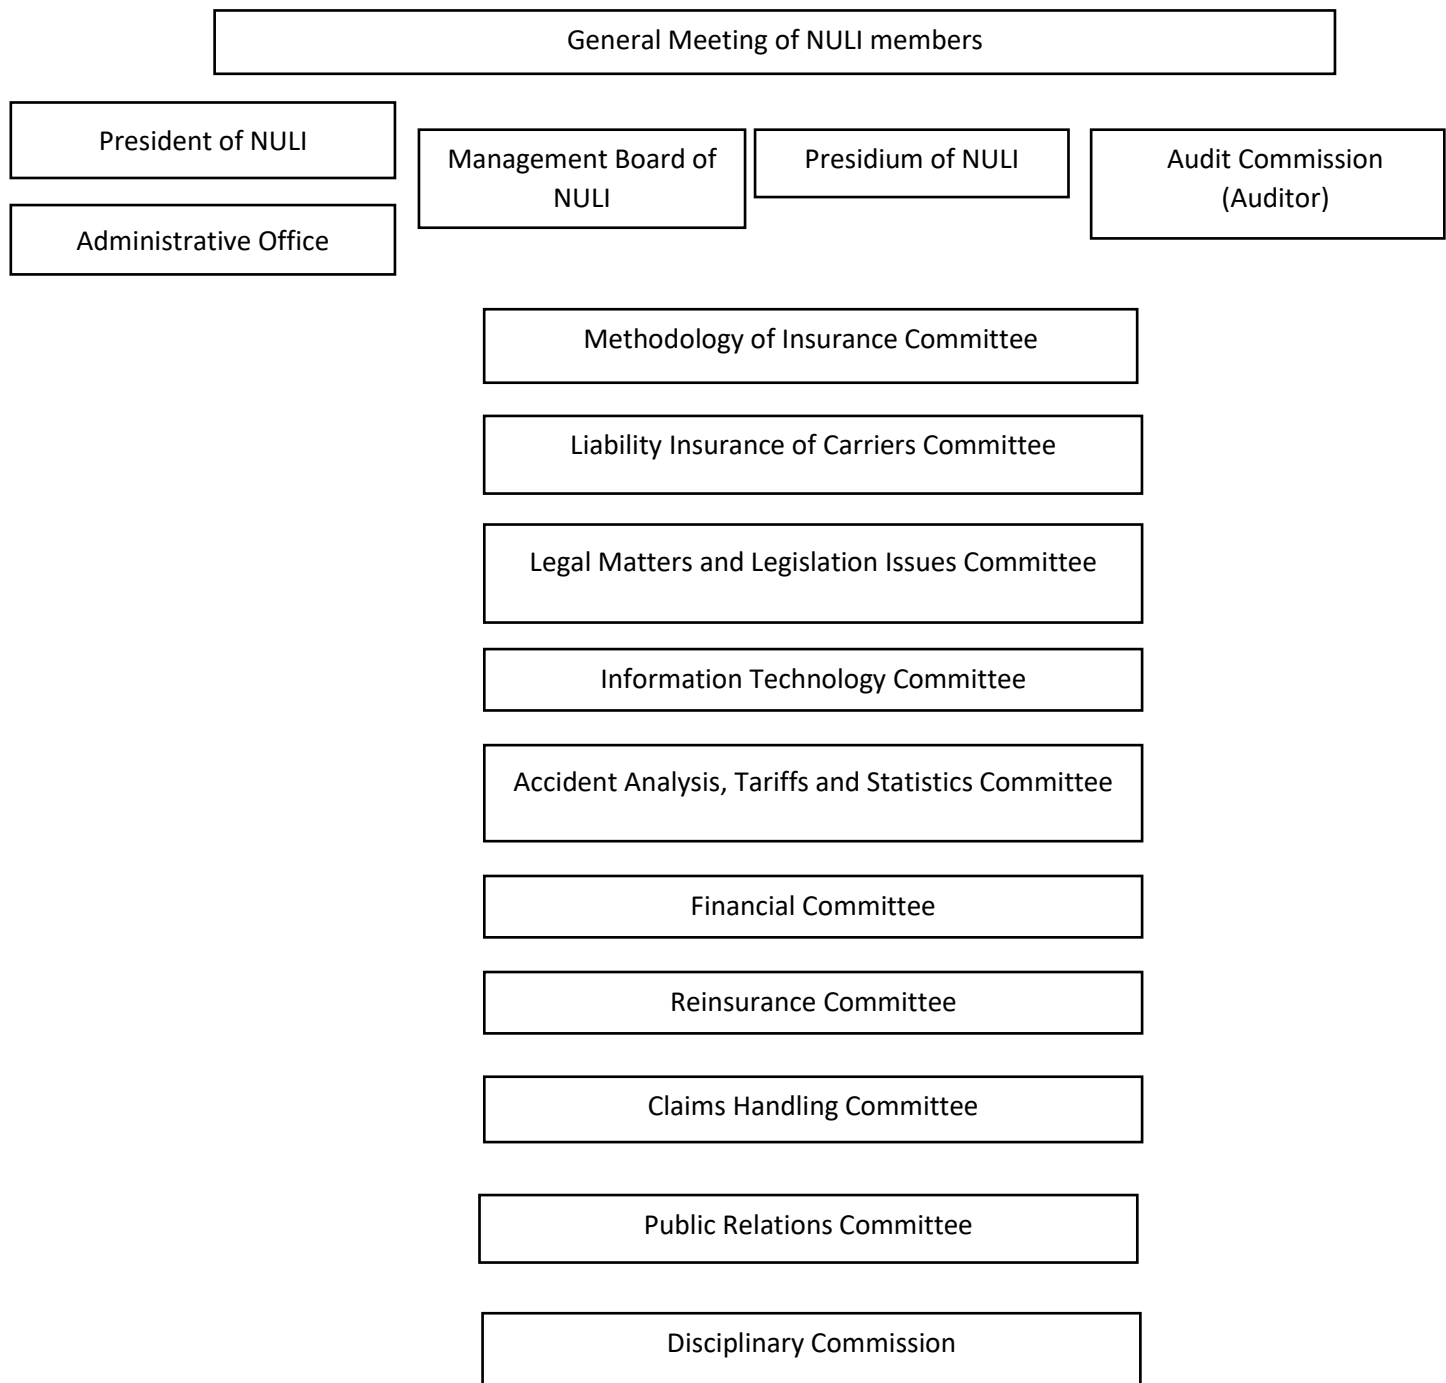 General Meeting of NULI members
President of NULI
Management Board of
NULI
Presidium of NULI
Audit Commission
(Auditor)
Administrative Office
Methodology of Insurance Committee
Liability Insurance of Carriers Committee
Legal Matters and Legislation Issues Committee
Information Technology Committee
Accident Analysis, Tariffs and Statistics Committee
Financial Committee
Reinsurance Committee
Claims Handling Committee
Public Relations Committee
Disciplinary Commission